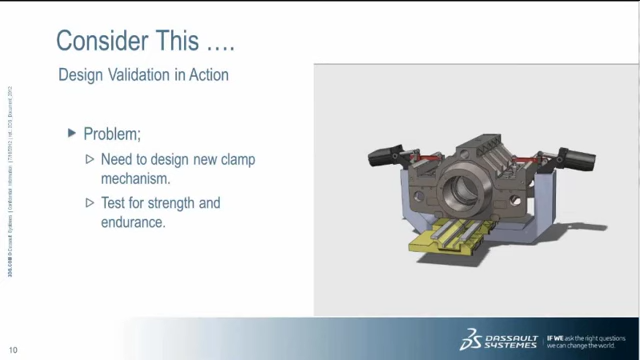 Consider This ….
Design Validation in Action
Problem;
Need to design new clamp
mechanism.
Test for strength and
endurance.
10
DASSAULT
SYSTEMES
IF WE ask the right questions
we can change the world.